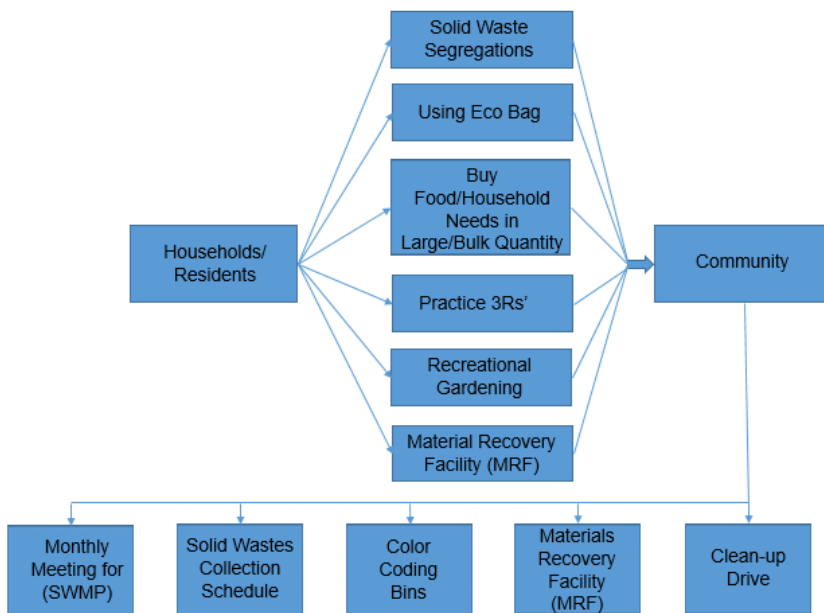 Solid Waste
Segregations
Using Eco Bag
Buy
Food/Household
Needs in
Large/Bulk Quantity
Households/
Residents
Community
Practice 3Rs’
Recreational
Gardening
Material Recovery
Facility (MRF)
Monthly
Meeting for
(SWMP)
Solid Wastes
Collection
Schedule
Color
Coding
Bins
Materials
Recovery
Facility
(MRF)
Clean-up
Drive